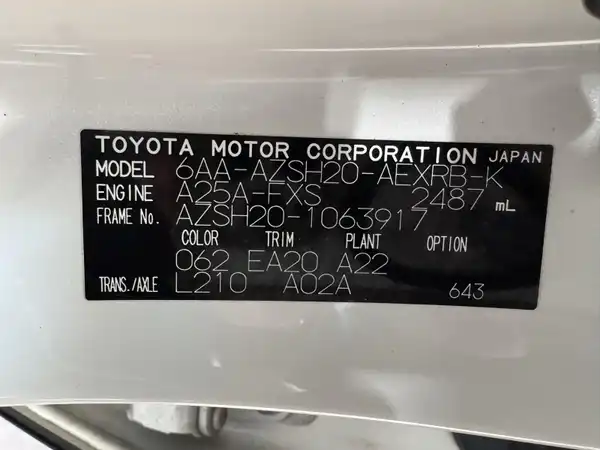 TOYOTA MOTOR CORPORATION JAPAN
MODEL 6AA-AZSH20-AEXRB-K
ENGINE A25A-FXS 2487 mL
FRAME No. AZSH20-1063917
COLOR TRIM PLANT OPTION
062 EA20 A22
TRANS./AXLE L210 A02A 643